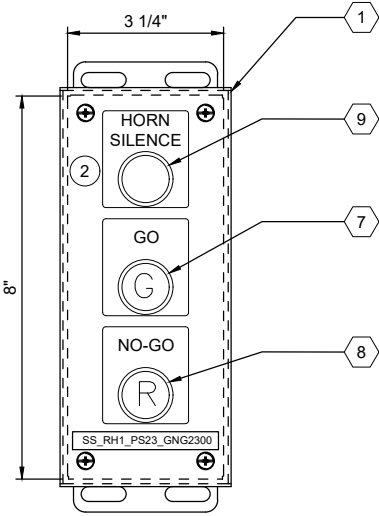 3 1/4"
1
HORN
SILENCE
9
2
8"
GO
7
G
NO-GO
8
R
SS_RH1_PS23_GNG2300